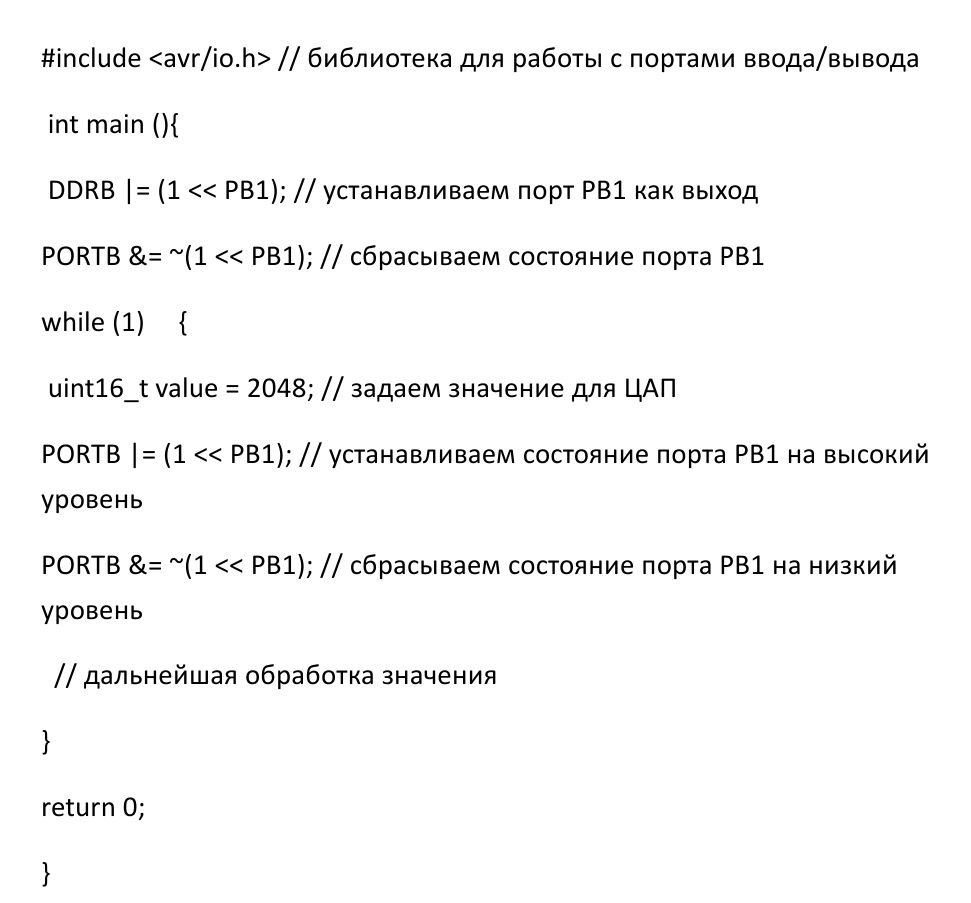 #include <avr/io.h> // библиотека для работы с портами ввода/вывода
int main (){
DDRB |= (1 << PB1); // устанавливаем порт PB1 как выход
PORTB &= ~(1 << PB1); // сбрасываем состояние порта PB1
while (1)     {
uint16_t value = 2048; // задаем значение для ЦАП
PORTB |= (1 << PB1); // устанавливаем состояние порта PB1 на высокий
уровень
PORTB &= ~(1 << PB1); // сбрасываем состояние порта PB1 на низкий
уровень
// дальнейшая обработка значения
}
return 0;
}